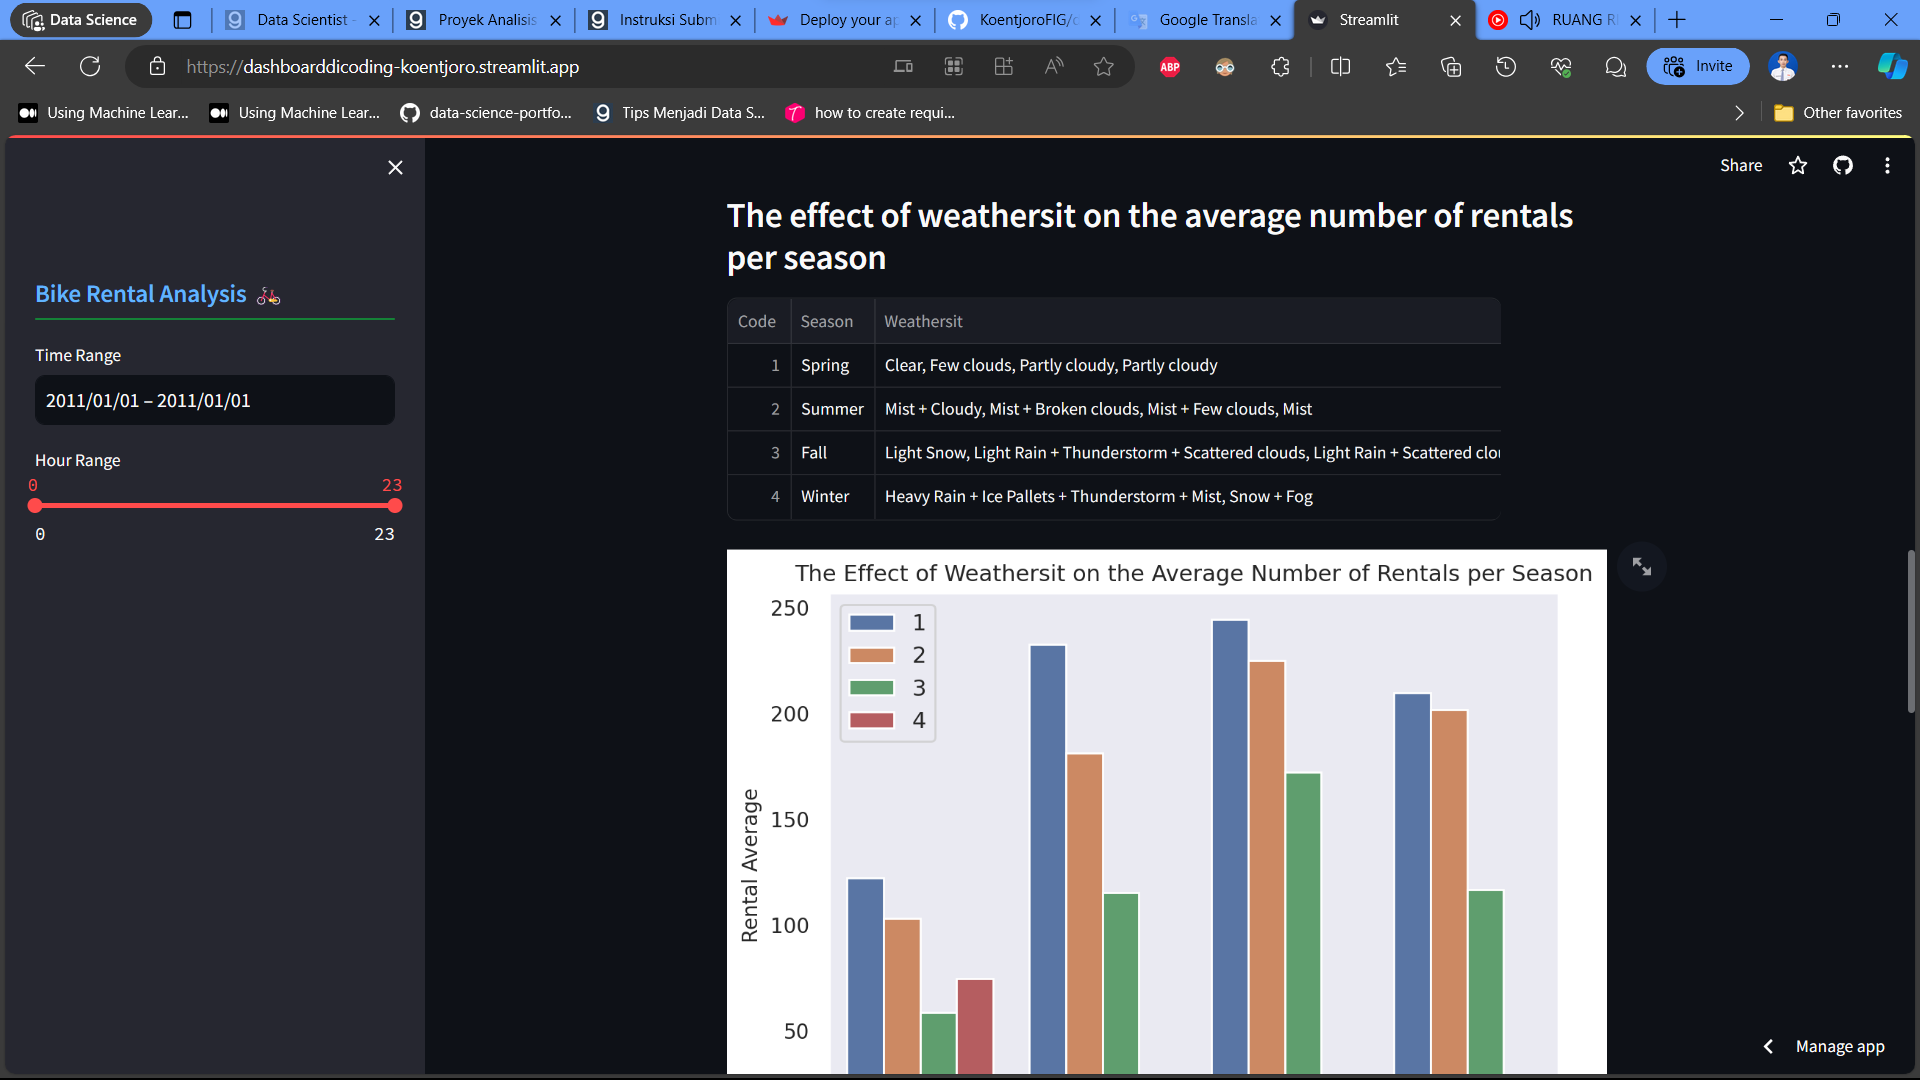 Data Science
Data Scientist -
Proyek Analisis
Instruksi Subm
Deploy your ap
KoentjoroFIG/d
Google Transla
Streamlit
RUANG R
https://dashboarddicoding-koentjoro.streamlit.app
ABP
Invite
Using Machine Lear...
Using Machine Lear...
data-science-portfo...
Tips Menjadi Data S...
how to create requi...
Other favorites
Share
Bike Rental Analysis
Time Range
2011/01/01 – 2011/01/01
Hour Range
0 23
0 23
The effect of weathersit on the average number of rentals
per season
Code Season Weathersit
1 Spring Clear, Few clouds, Partly cloudy, Partly cloudy
2 Summer Mist + Cloudy, Mist + Broken clouds, Mist + Few clouds, Mist
3 Fall Light Snow, Light Rain + Thunderstorm + Scattered clouds, Light Rain + Scattered clou
4 Winter Heavy Rain + Ice Pallets + Thunderstorm + Mist, Snow + Fog
The Effect of Weathersit on the Average Number of Rentals per Season
250
200
150
100
50
Rental Average
1
2
3
4
Manage app